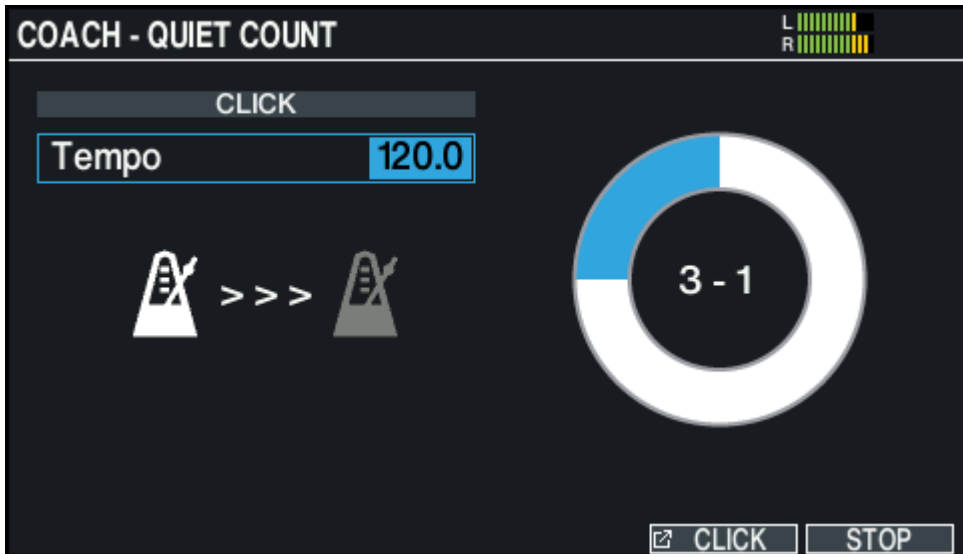 COACH - QUIET COUNT
L
R
CLICK
Tempo 120.0
> > >
3 - 1
CLICK STOP